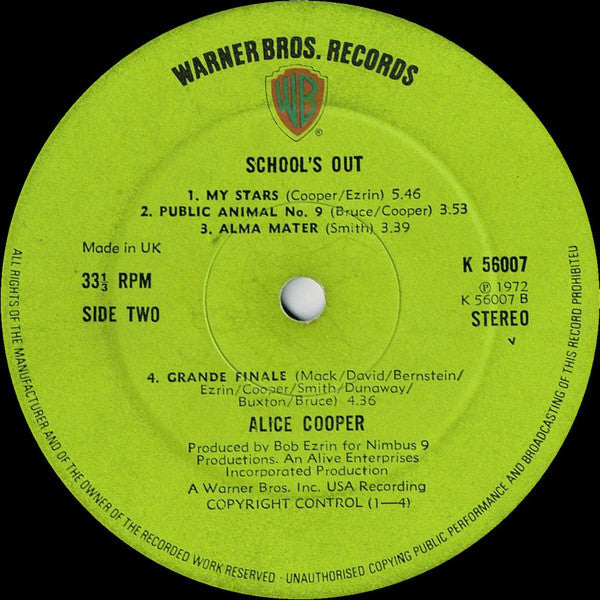 WARNER BROS. RECORDS
WB
®
SCHOOL'S OUT
1. MY STARS (Cooper/Ezrin) 5.46
2. PUBLIC ANIMAL No. 9 (Bruce/Cooper) 3.53
3. ALMA MATER (Smith) 3.39
Made in UK
33⅓ RPM
SIDE TWO
K 56007
℗ 1972
K 56007 B
STEREO
V
4. GRANDE FINALE (Mack/David/Bernstein/
Ezrin/Cooper/Smith/Dunaway/
Buxton/Bruce) 4.36
ALICE COOPER
Produced by Bob Ezrin for Nimbus 9
Productions. An Alive Enterprises
Incorporated Production
A Warner Bros. Inc. USA Recording
COPYRIGHT CONTROL (1—4)
ALL RIGHTS OF THE MANUFACTURER AND OF THE OWNER OF THE RECORDED WORK RESERVED · UNAUTHORISED COPYING PUBLIC PERFORMANCE AND BROADCASTING OF THIS RECORD PROHIBITED